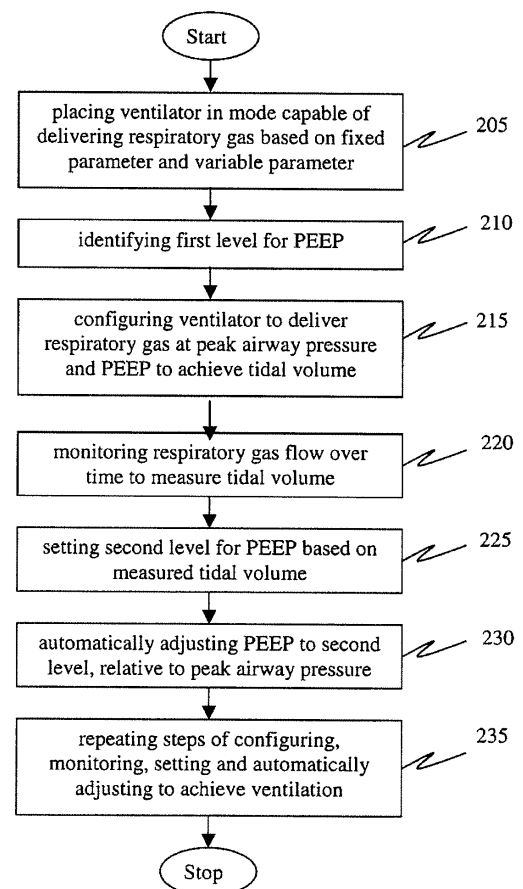 Start
placing ventilator in mode capable of
delivering respiratory gas based on fixed
parameter and variable parameter
205
identifying first level for PEEP
210
configuring ventilator to deliver
respiratory gas at peak airway pressure
and PEEP to achieve tidal volume
215
monitoring respiratory gas flow over
time to measure tidal volume
220
setting second level for PEEP based on
measured tidal volume
225
automatically adjusting PEEP to second
level, relative to peak airway pressure
230
repeating steps of configuring,
monitoring, setting and automatically
adjusting to achieve ventilation
235
Stop